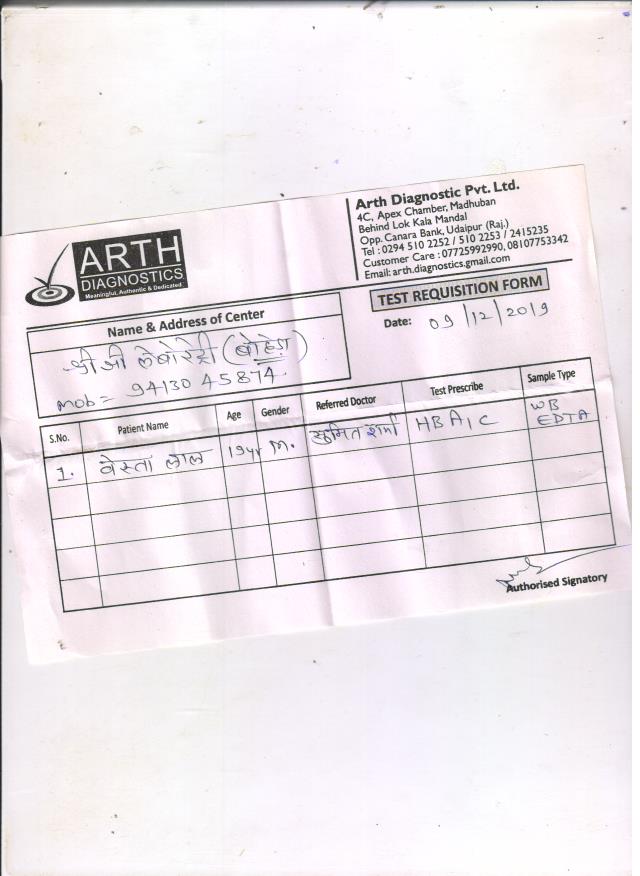 ARTH
DIAGNOSTICS
Meaningful, Authentic & Dedicated
Arth Diagnostic Pvt. Ltd.
4C, Apex Chamber, Madhuban
Behind Lok Kala Mandal
Opp. Canara Bank, Udaipur (Raj.)
Tel : 0294 510 2252 / 510 2253 / 2415235
Customer Care : 07725992990, 08107753342
Email: arth.diagnostics.gmail.com
TEST REQUISITION FORM
Date: 09/12/2019
Name & Address of Center
श्रीजी लेबोरेट्री (बोहेड़ा)
mob= 9413045874
S.No. Patient Name Age Gender Referred Doctor Test Prescribe Sample Type
1. वेस्ता लाल 19yr M. सुमित शर्मा HBA1C WB EDTA
Authorised Signatory